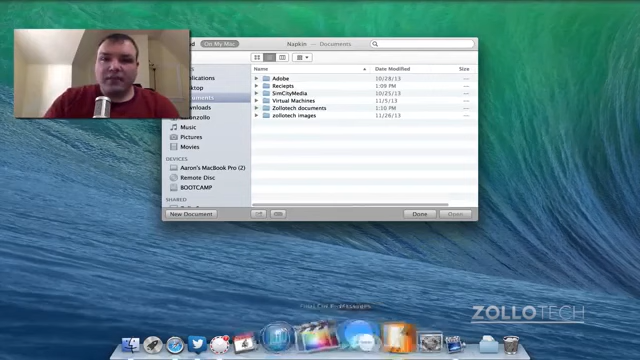 On My Mac
Napkin — Documents
Name
Date Modified
Size
Adobe
10/28/13
--
Reciepts
1:09 PM
--
SimCityMedia
10/25/13
--
Virtual Machines
11/5/13
--
Zollotech documents
1:10 PM
--
zollotech images
11/26/13
--
Music
Pictures
Movies
DEVICES
Aaron's MacBook Pro (2)
Remote Disc
BOOTCAMP
SHARED
New Document
Done
Open
ZOLLOTECH